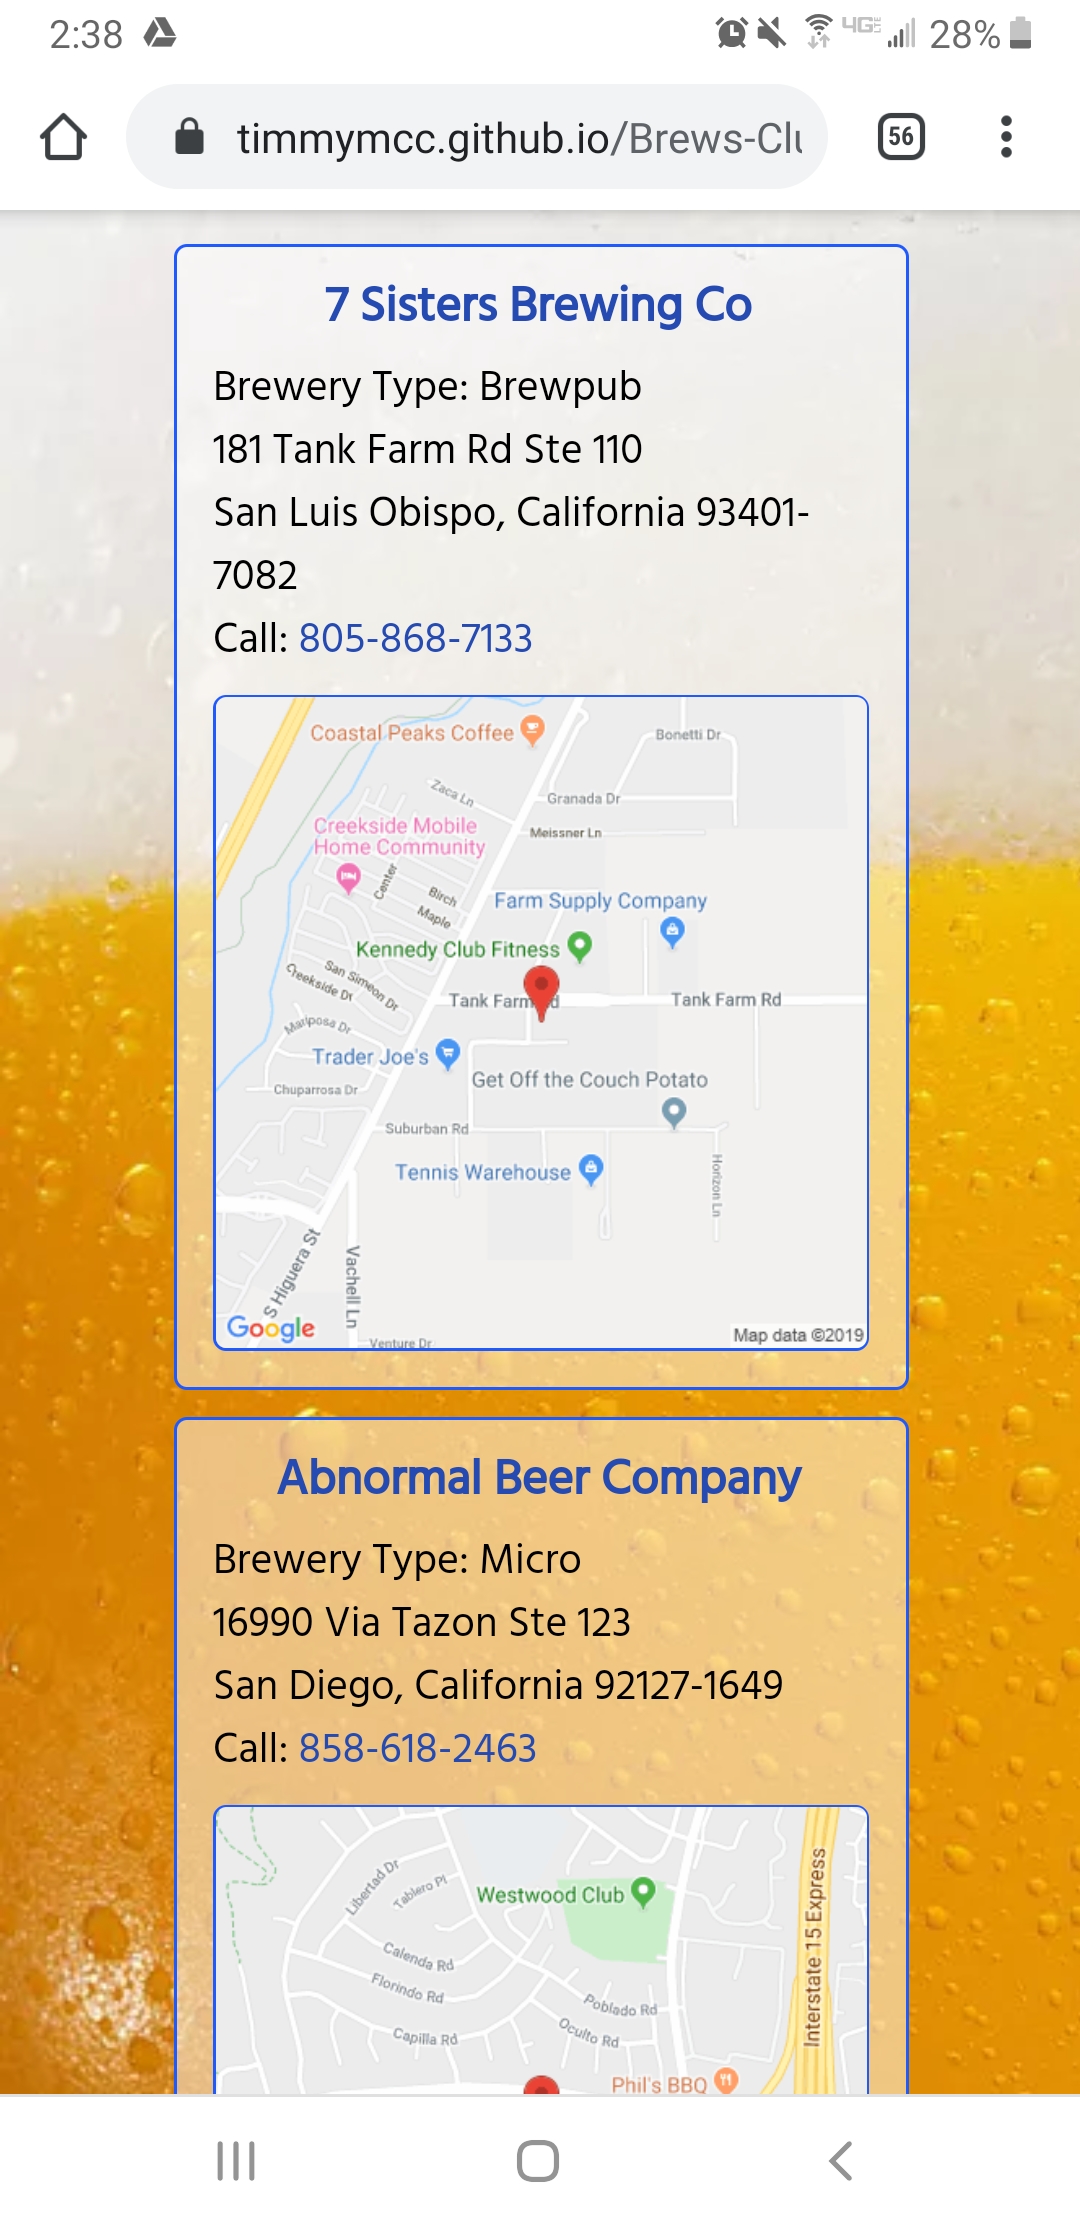 2:38
4G LTE 28%
timmymcc.github.io/Brews-Clu
56
7 Sisters Brewing Co
Brewery Type: Brewpub
181 Tank Farm Rd Ste 110
San Luis Obispo, California 93401-
7082
Call: 805-868-7133
Coastal Peaks Coffee
Bonetti Dr
Zaca Ln
Granada Dr
Creekside Mobile
Home Community
Meissner Ln
Center
Birch
Maple
Farm Supply Company
Kennedy Club Fitness
San Simeon Dr
Creekside Dr
Tank Farm d
Tank Farm Rd
Mariposa Dr
Trader Joe's
Get Off the Couch Potato
Chuparrosa Dr
Suburban Rd
Tennis Warehouse
Horizon Ln
S Higuera St
Vachell Ln
Google
Venture Dr
Map data ©2019
Abnormal Beer Company
Brewery Type: Micro
16990 Via Tazon Ste 123
San Diego, California 92127-1649
Call: 858-618-2463
Libertad Dr
Tablero Pl
Westwood Club
Interstate 15 Express
Calenda Rd
Florindo Rd
Poblado Rd
Capilla Rd
Oculto Rd
Phil's BBQ